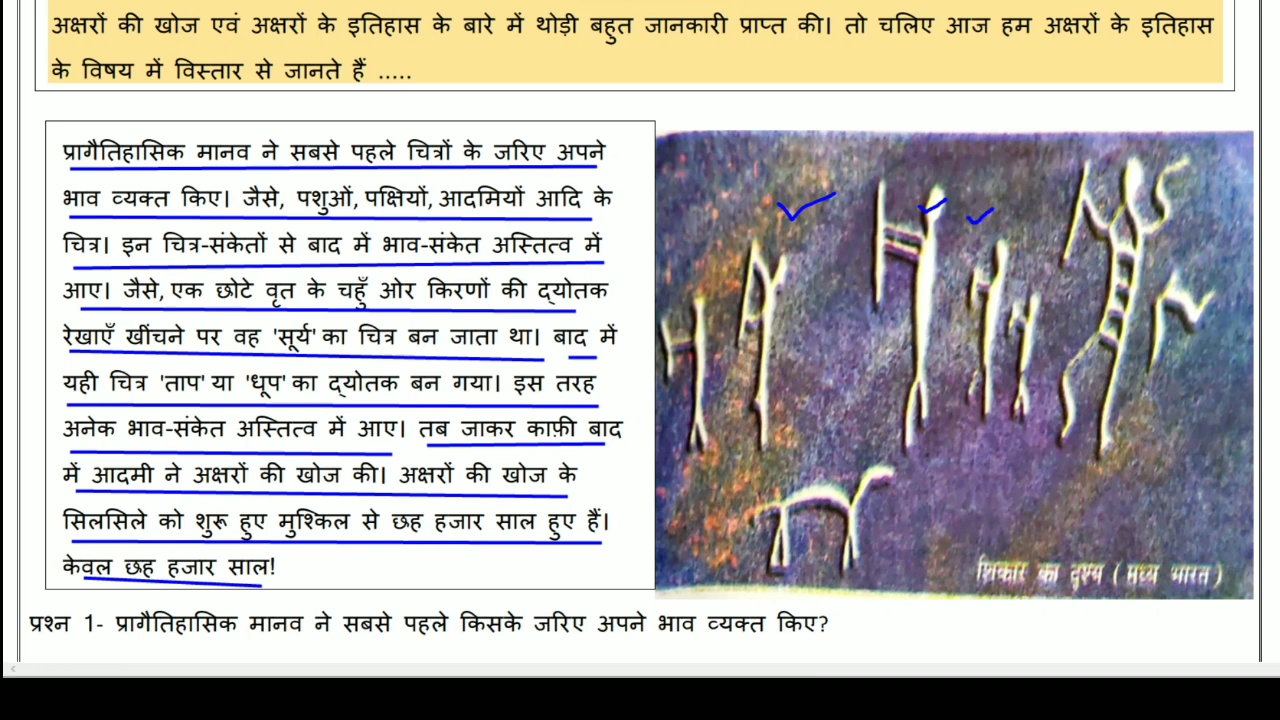 अक्षरों की खोज एवं अक्षरों के इतिहास के बारे में थोड़ी बहुत जानकारी प्राप्त की। तो चलिए आज हम अक्षरों के इतिहास
के विषय में विस्तार से जानते हैं .....
प्रागैतिहासिक मानव ने सबसे पहले चित्रों के जरिए अपने
भाव व्यक्त किए। जैसे, पशुओं, पक्षियों, आदमियों आदि के
चित्र। इन चित्र-संकेतों से बाद में भाव-संकेत अस्तित्व में
आए। जैसे, एक छोटे वृत के चहुँ ओर किरणों की द्योतक
रेखाएँ खींचने पर वह 'सूर्य' का चित्र बन जाता था। बाद में
यही चित्र 'ताप' या 'धूप' का द्योतक बन गया। इस तरह
अनेक भाव-संकेत अस्तित्व में आए। तब जाकर काफ़ी बाद
में आदमी ने अक्षरों की खोज की। अक्षरों की खोज के
सिलसिले को शुरू हुए मुश्किल से छह हजार साल हुए हैं।
केवल छह हजार साल!
शिकार का दृश्य ( मध्य भारत )
प्रश्न 1- प्रागैतिहासिक मानव ने सबसे पहले किसके जरिए अपने भाव व्यक्त किए?